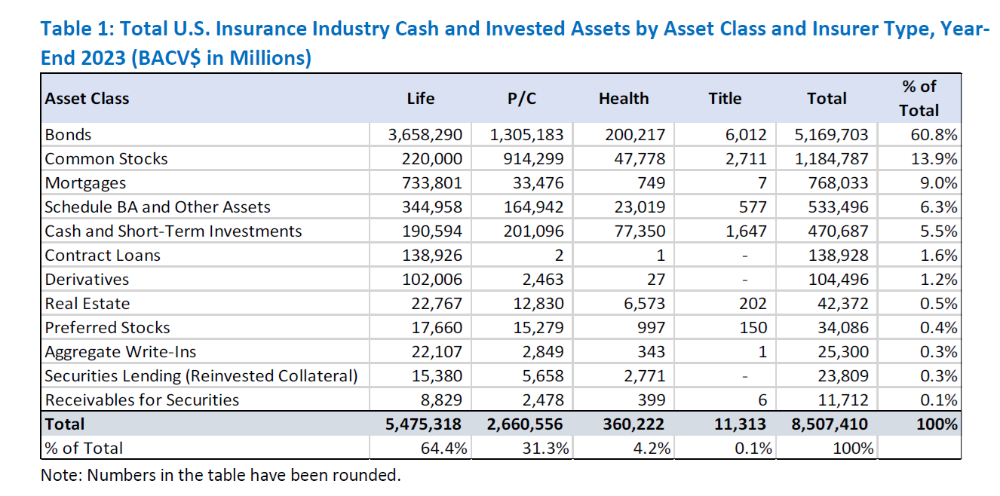 Table 1: Total U.S. Insurance Industry Cash and Invested Assets by Asset Class and Insurer Type, Year-
End 2023 (BACV$ in Millions)
Asset Class Life P/C Health Title Total % of Total
Bonds 3,658,290 1,305,183 200,217 6,012 5,169,703 60.8%
Common Stocks 220,000 914,299 47,778 2,711 1,184,787 13.9%
Mortgages 733,801 33,476 749 7 768,033 9.0%
Schedule BA and Other Assets 344,958 164,942 23,019 577 533,496 6.3%
Cash and Short-Term Investments 190,594 201,096 77,350 1,647 470,687 5.5%
Contract Loans 138,926 2 1 - 138,928 1.6%
Derivatives 102,006 2,463 27 - 104,496 1.2%
Real Estate 22,767 12,830 6,573 202 42,372 0.5%
Preferred Stocks 17,660 15,279 997 150 34,086 0.4%
Aggregate Write-Ins 22,107 2,849 343 1 25,300 0.3%
Securities Lending (Reinvested Collateral) 15,380 5,658 2,771 - 23,809 0.3%
Receivables for Securities 8,829 2,478 399 6 11,712 0.1%
Total 5,475,318 2,660,556 360,222 11,313 8,507,410 100%
% of Total 64.4% 31.3% 4.2% 0.1% 100%
Note: Numbers in the table have been rounded.